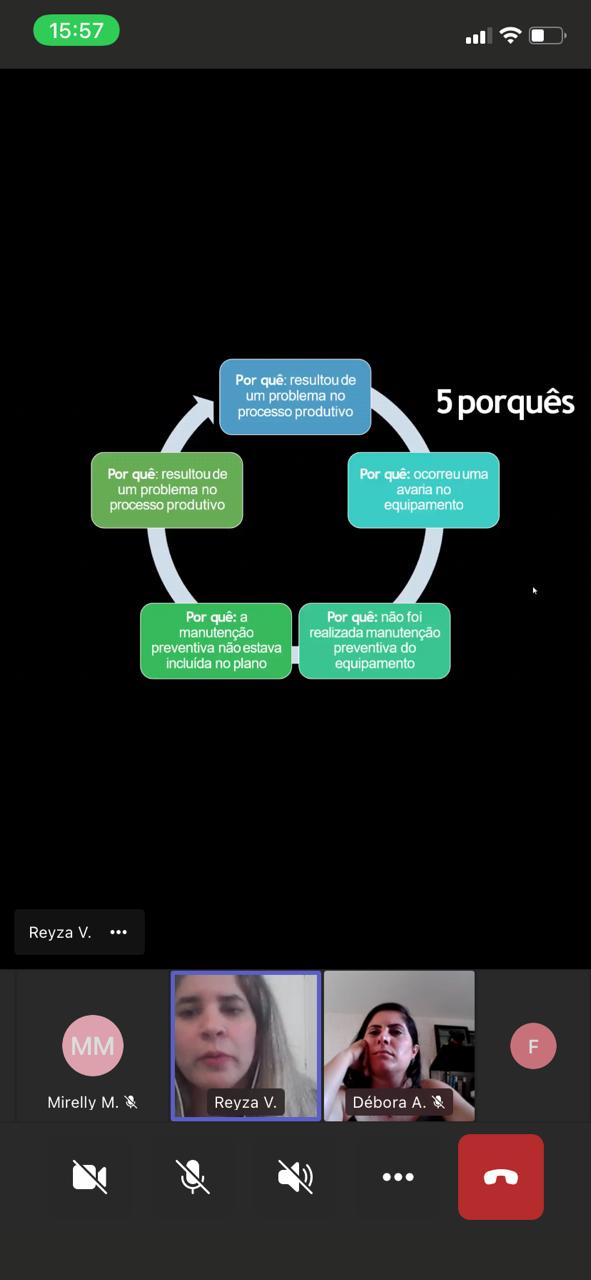 15:57
Por quê: resultou de
um problema no
processo produtivo
5 porquês
Por quê: resultou de
um problema no
processo produtivo
Por quê: ocorreu uma
avaria no
equipamento
Por quê: a
manutenção
preventiva não estava
incluída no plano
Por quê: não foi
realizada manutenção
preventiva do
equipamento
Reyza V.
MM
F
Mirelly M.
Reyza V.
Débora A.